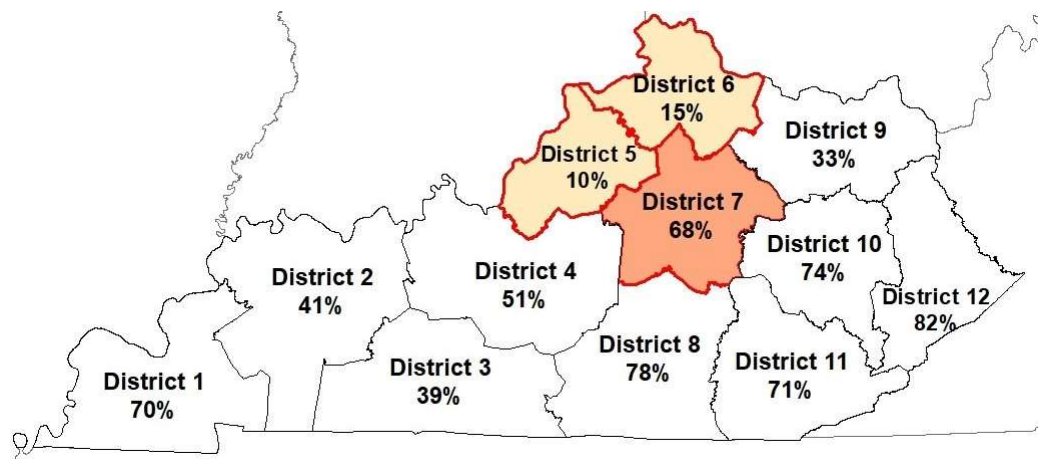 District 6
15%
District 9
33%
District 5
10%
District 7
68%
District 10
74%
District 2
41%
District 4
51%
District 12
82%
District 8
78%
District 11
71%
District 3
39%
District 1
70%